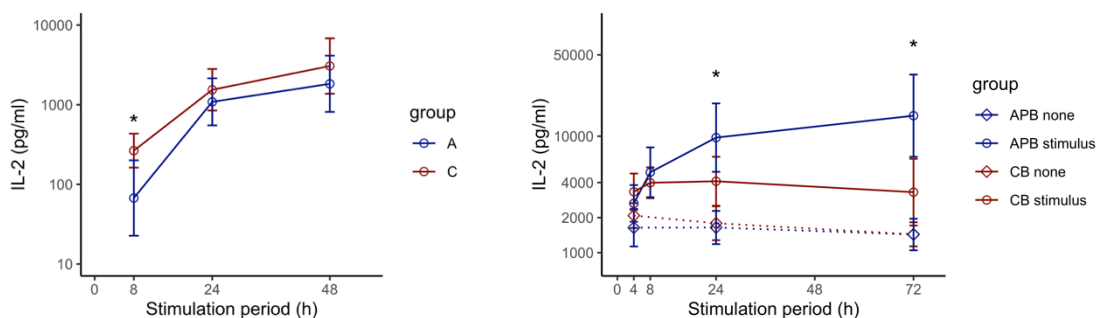 10000
1000
100
10
IL-2 (pg/ml)
*
0 8 24 48
Stimulation period (h)
group
A
C
50000
10000
4000
2000
1000
IL-2 (pg/ml)
*
*
0 4 8 24 48 72
Stimulation period (h)
group
APB none
APB stimulus
CB none
CB stimulus